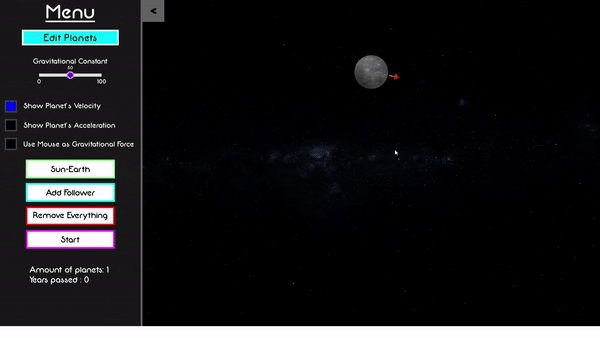 Menu
<
Edit Planets
Gravitational Constant
50
0 100
Show Planet's Velocity
Show Planet's Acceleration
Use Mouse as Gravitational Force
Sun-Earth
Add Follower
Remove Everything
Start
Amount of planets: 1
Years passed : 0